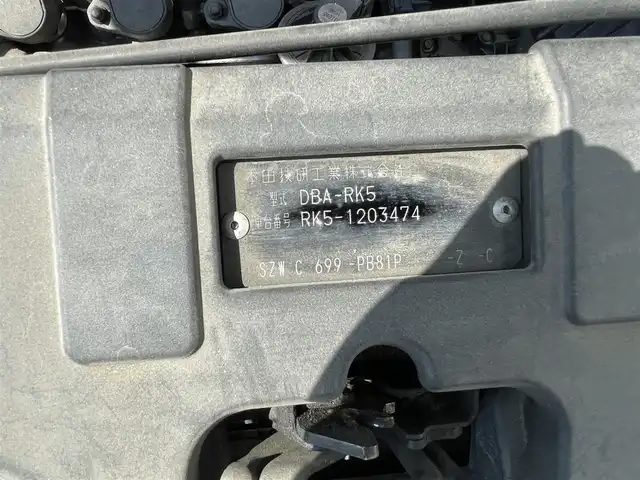 本田技研工業株式会社
型式 DBA-RK5
車台番号 RK5-1203474
SZW C 699 -PB81P -Z -C